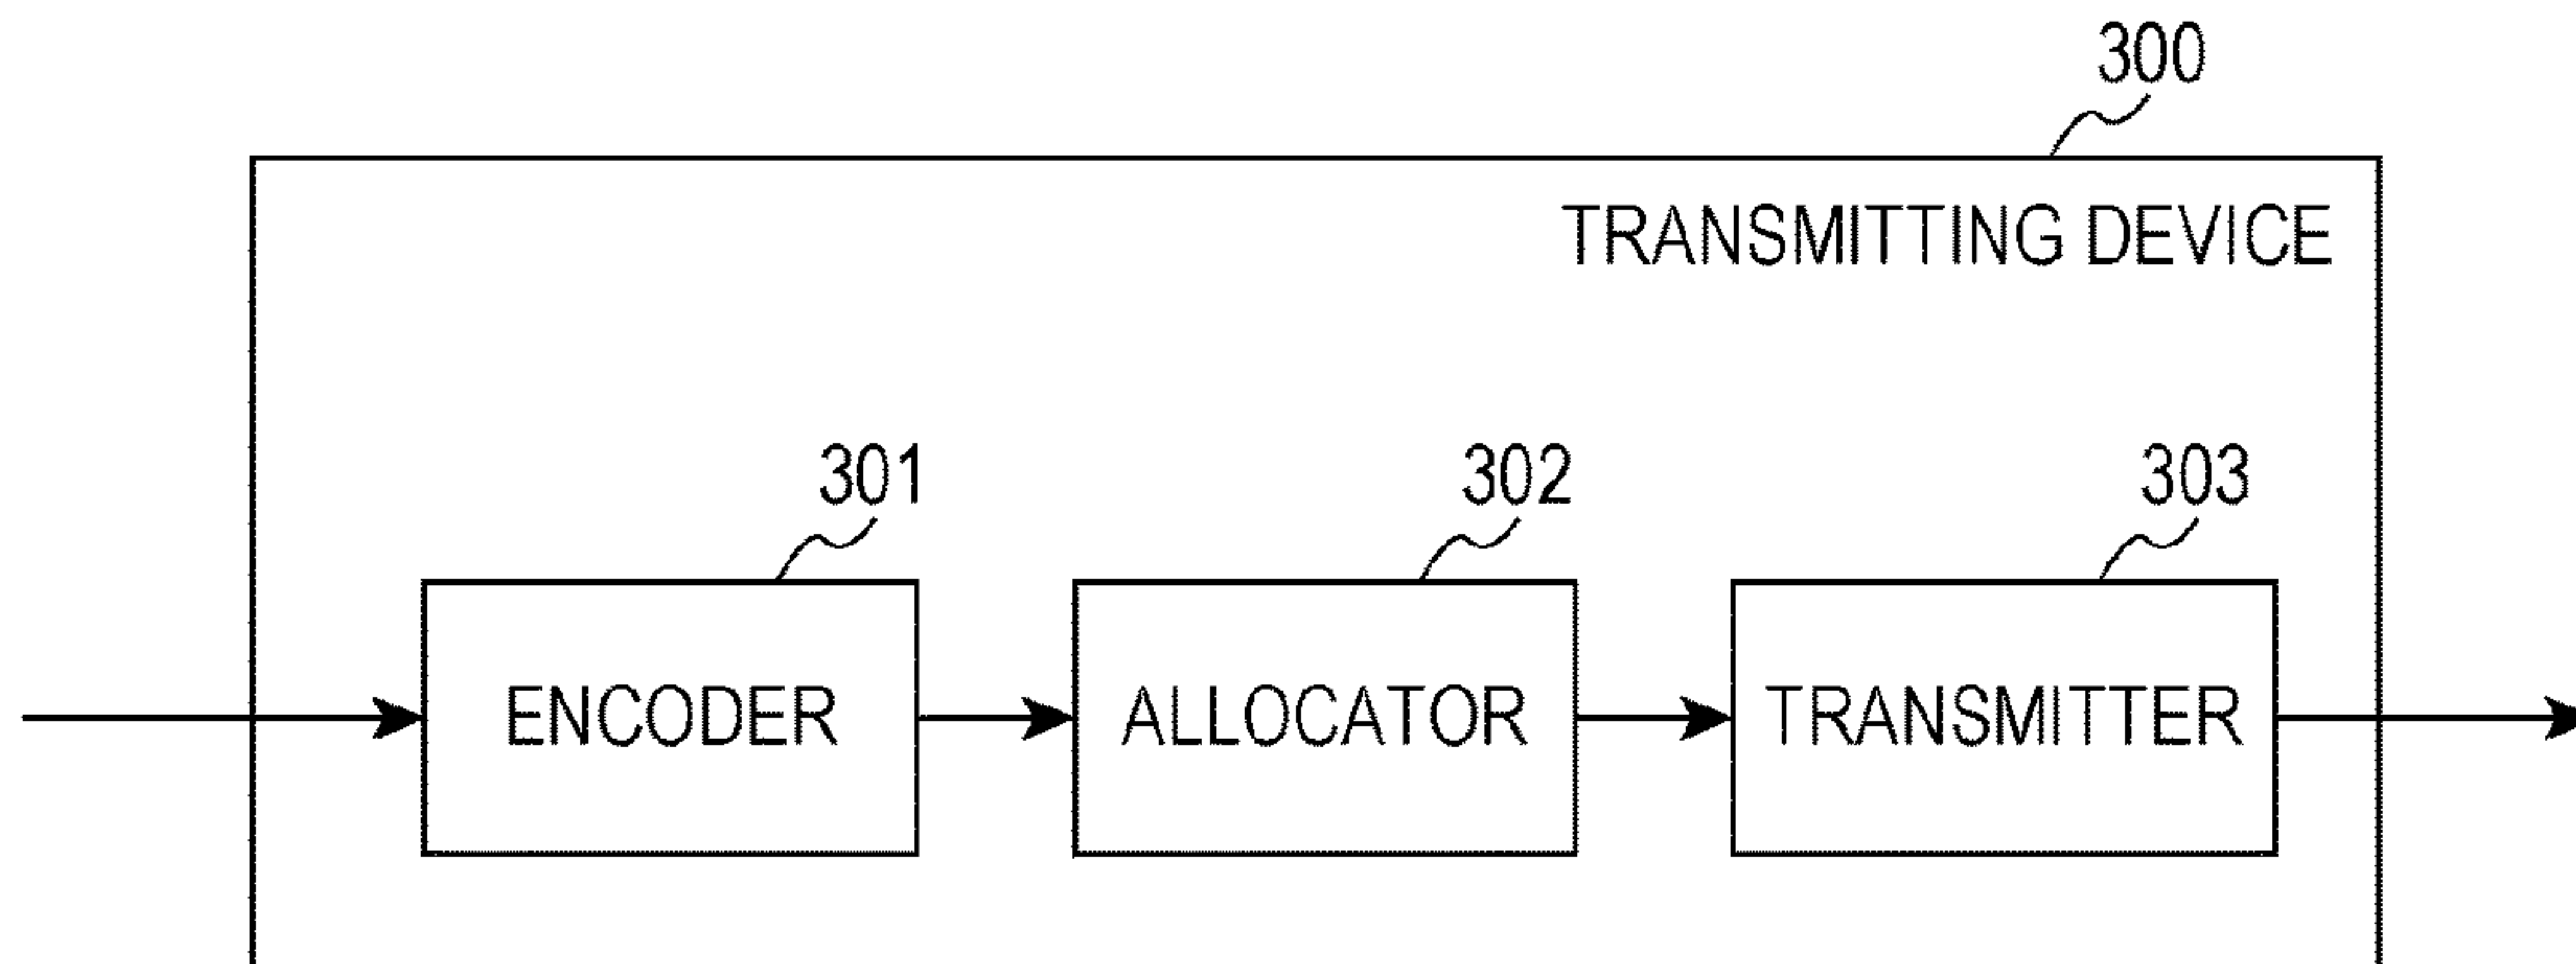 300
TRANSMITTING DEVICE
301
302
303
ENCODER
ALLOCATOR
TRANSMITTER